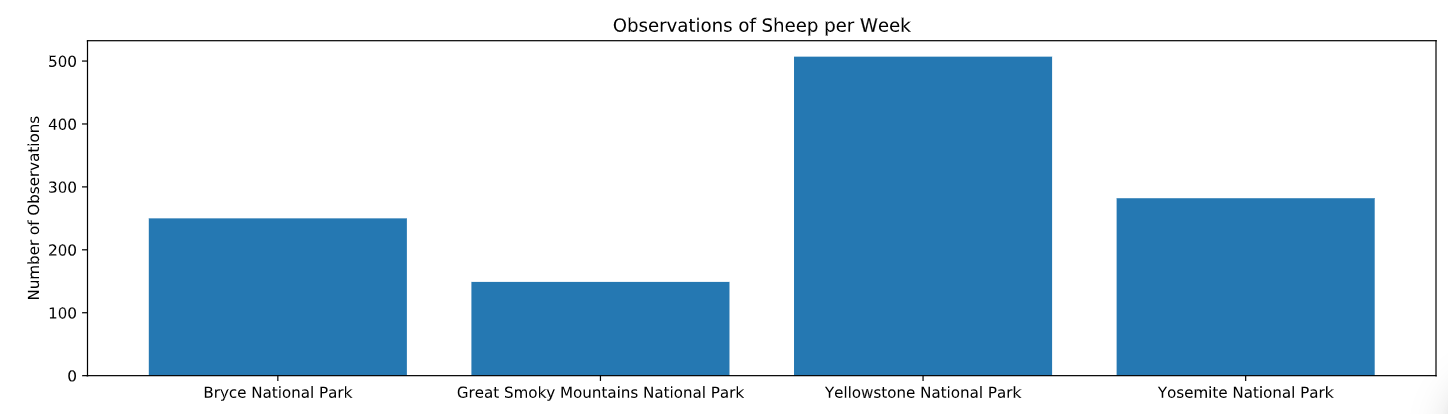 Observations of Sheep per Week
Number of Observations
500
400
300
200
100
0
Bryce National Park
Great Smoky Mountains National Park
Yellowstone National Park
Yosemite National Park